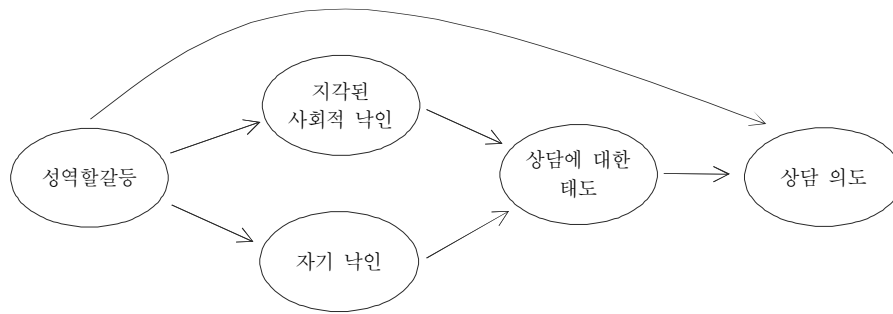 지각된
사회적 낙인
성역할갈등
상담에 대한
태도
상담 의도
자기 낙인